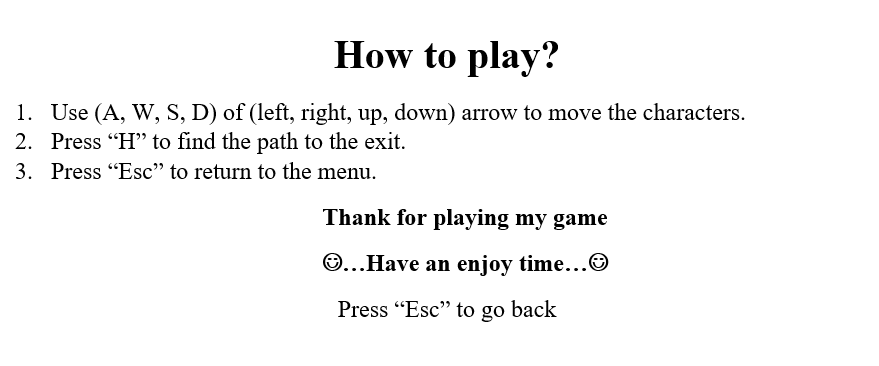 How to play?
1. Use (A, W, S, D) of (left, right, up, down) arrow to move the characters.
2. Press “H” to find the path to the exit.
3. Press “Esc” to return to the menu.
Thank for playing my game
☺…Have an enjoy time…☺
Press “Esc” to go back